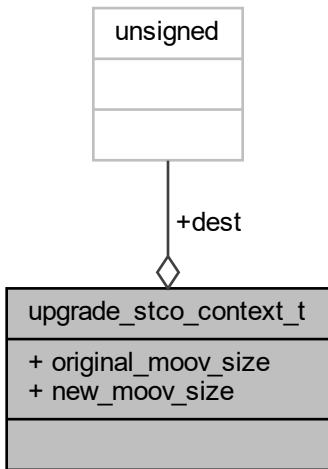 unsigned
+dest
upgrade_stco_context_t
+ original_moov_size
+ new_moov_size